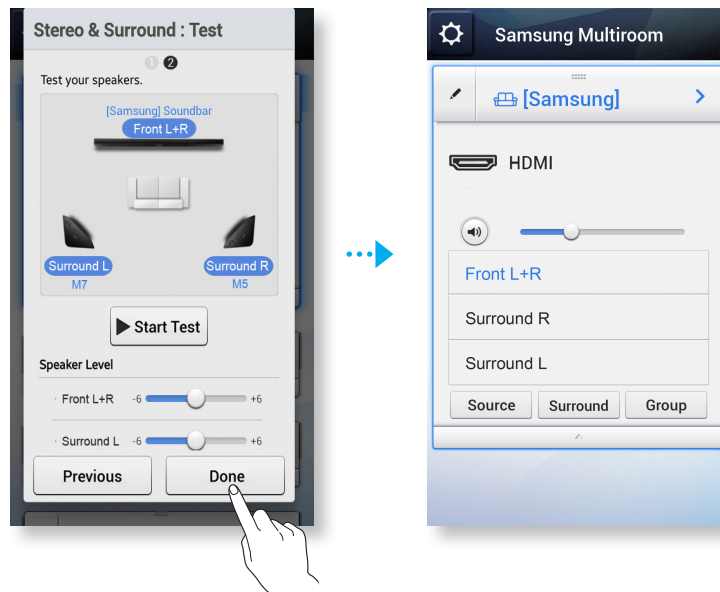 Stereo & Surround : Test
1 2
Test your speakers.
[Samsung] Soundbar
Front L+R
Surround L
Surround R
M7
M5
Start Test
Speaker Level
· Front L+R -6 +6
· Surround L -6 +6
Previous
Done
Samsung Multiroom
[Samsung]
HDMI
Front L+R
Surround R
Surround L
Source
Surround
Group